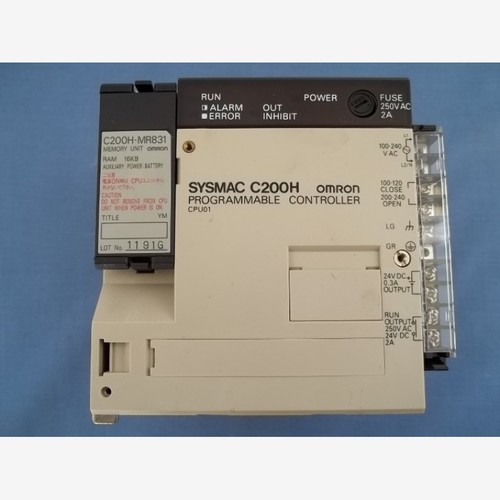 RUN
ALARM
ERROR
OUT
INHIBIT
POWER
FUSE
250V AC
2A
C200H-MR831
MEMORY UNIT omron
RAM 16KB
AUXILIARY POWER: BATTERY
CAUTION
DO NOT REMOVE FROM CPU
UNIT WHEN POWER IS ON.
TITLE YM
LOT No. 1191G
SYSMAC C200H omron
PROGRAMMABLE CONTROLLER
CPU01
100-240
V AC
100-120
CLOSE
200-240
OPEN
LG
GR
24V DC
0.3A
OUTPUT
RUN
OUTPUT
250V AC
24V DC
2A